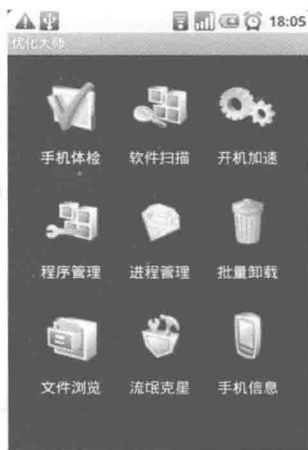 18:05
优化大师
手机体检 软件扫描 开机加速
程序管理 进程管理 批量卸载
文件浏览 流氓克星 手机信息